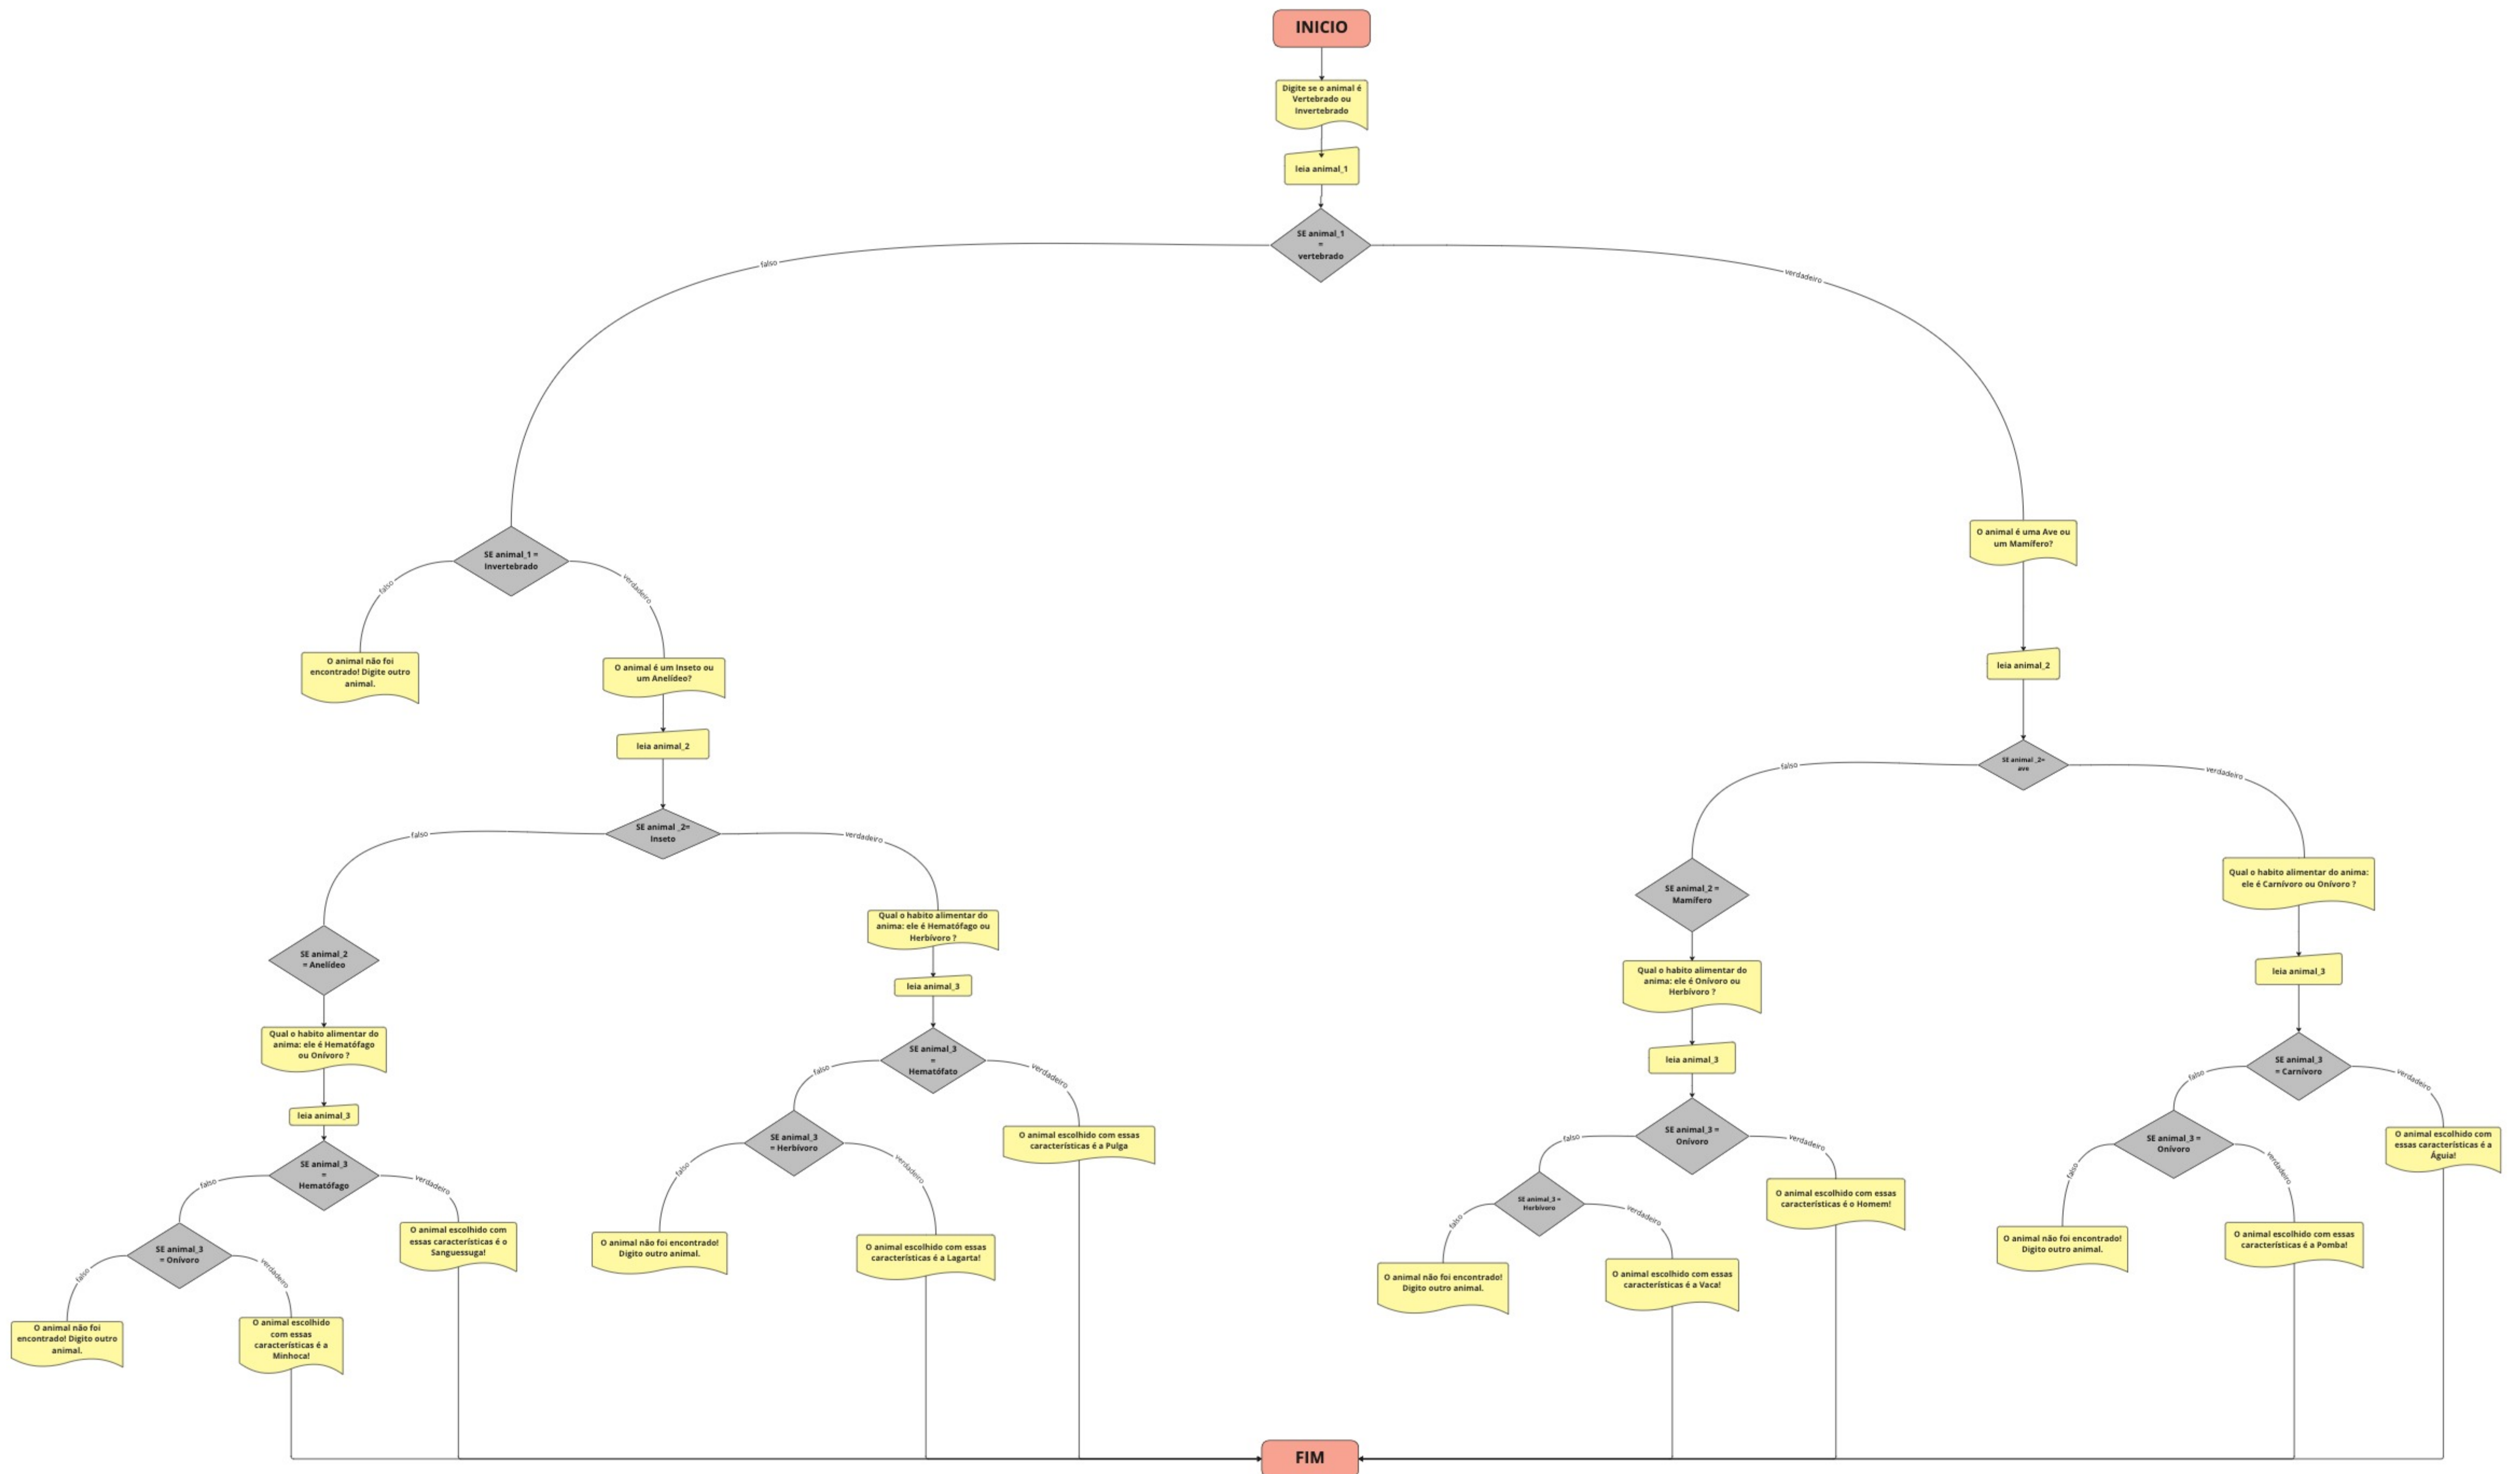 INICIO
Digite se o animal é
Vertebrado ou
Invertebrado
leia animal_1
SE animal_1
=
vertebrado
falso
verdadeiro
SE animal_1 =
Invertebrado
falso
verdadeiro
O animal não foi
encontrado! Digite outro
animal.
O animal é um Inseto ou
um Anelídeo?
leia animal_2
SE animal _2=
Inseto
falso
verdadeiro
SE animal_2
= Anelídeo
Qual o habito alimentar do
anima: ele é Hematófago
ou Onívoro ?
leia animal_3
SE animal_3
=
Hematófago
falso
verdadeiro
SE animal_3
= Onívoro
falso
verdadeiro
O animal não foi
encontrado! Digito outro
animal.
O animal escolhido
com essas
características é a
Minhoca!
O animal escolhido com
essas características é o
Sanguessuga!
Qual o habito alimentar do
anima: ele é Hematófago ou
Herbívoro ?
leia animal_3
SE animal_3
=
Hematófato
falso
verdadeiro
SE animal_3
= Herbívoro
falso
verdadeiro
O animal não foi encontrado!
Digito outro animal.
O animal escolhido com essas
características é a Lagarta!
O animal escolhido com essas
características é a Pulga
O animal é uma Ave ou
um Mamífero?
leia animal_2
SE animal _2=
ave
falso
verdadeiro
SE animal_2 =
Mamífero
Qual o habito alimentar do
anima: ele é Onívoro ou
Herbívoro ?
leia animal_3
SE animal_3 =
Onívoro
falso
verdadeiro
SE animal_3 =
Herbívoro
falso
verdadeiro
O animal não foi encontrado!
Digito outro animal.
O animal escolhido com essas
características é a Vaca!
O animal escolhido com essas
características é o Homem!
Qual o habito alimentar do anima:
ele é Carnívoro ou Onívoro ?
leia animal_3
SE animal_3
= Carnívoro
falso
verdadeiro
SE animal_3 =
Onívoro
falso
verdadeiro
O animal não foi encontrado!
Digito outro animal.
O animal escolhido com essas
características é a Pomba!
O animal escolhido com
essas características é a
Águia!
FIM